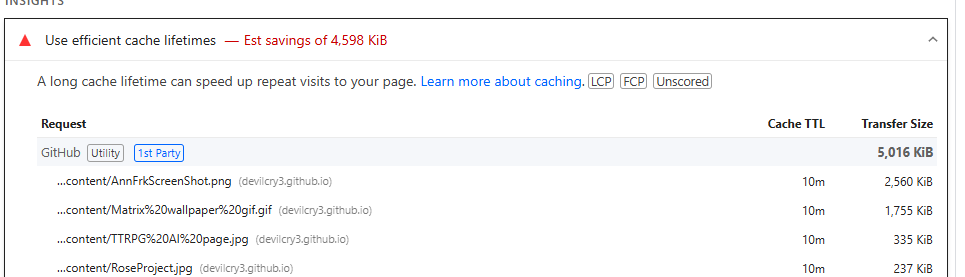 INSIGHTS
Use efficient cache lifetimes — Est savings of 4,598 KiB
A long cache lifetime can speed up repeat visits to your page. Learn more about caching. LCP FCP Unscored
Request Cache TTL Transfer Size
GitHub Utility 1st Party 5,016 KiB
...content/AnnFrkScreenShot.png (devilcry3.github.io) 10m 2,560 KiB
...content/Matrix%20wallpaper%20gif.gif (devilcry3.github.io) 10m 1,755 KiB
...content/TTRPG%20AI%20page.jpg (devilcry3.github.io) 10m 335 KiB
...content/RoseProject.jpg (devilcry3.github.io) 10m 237 KiB